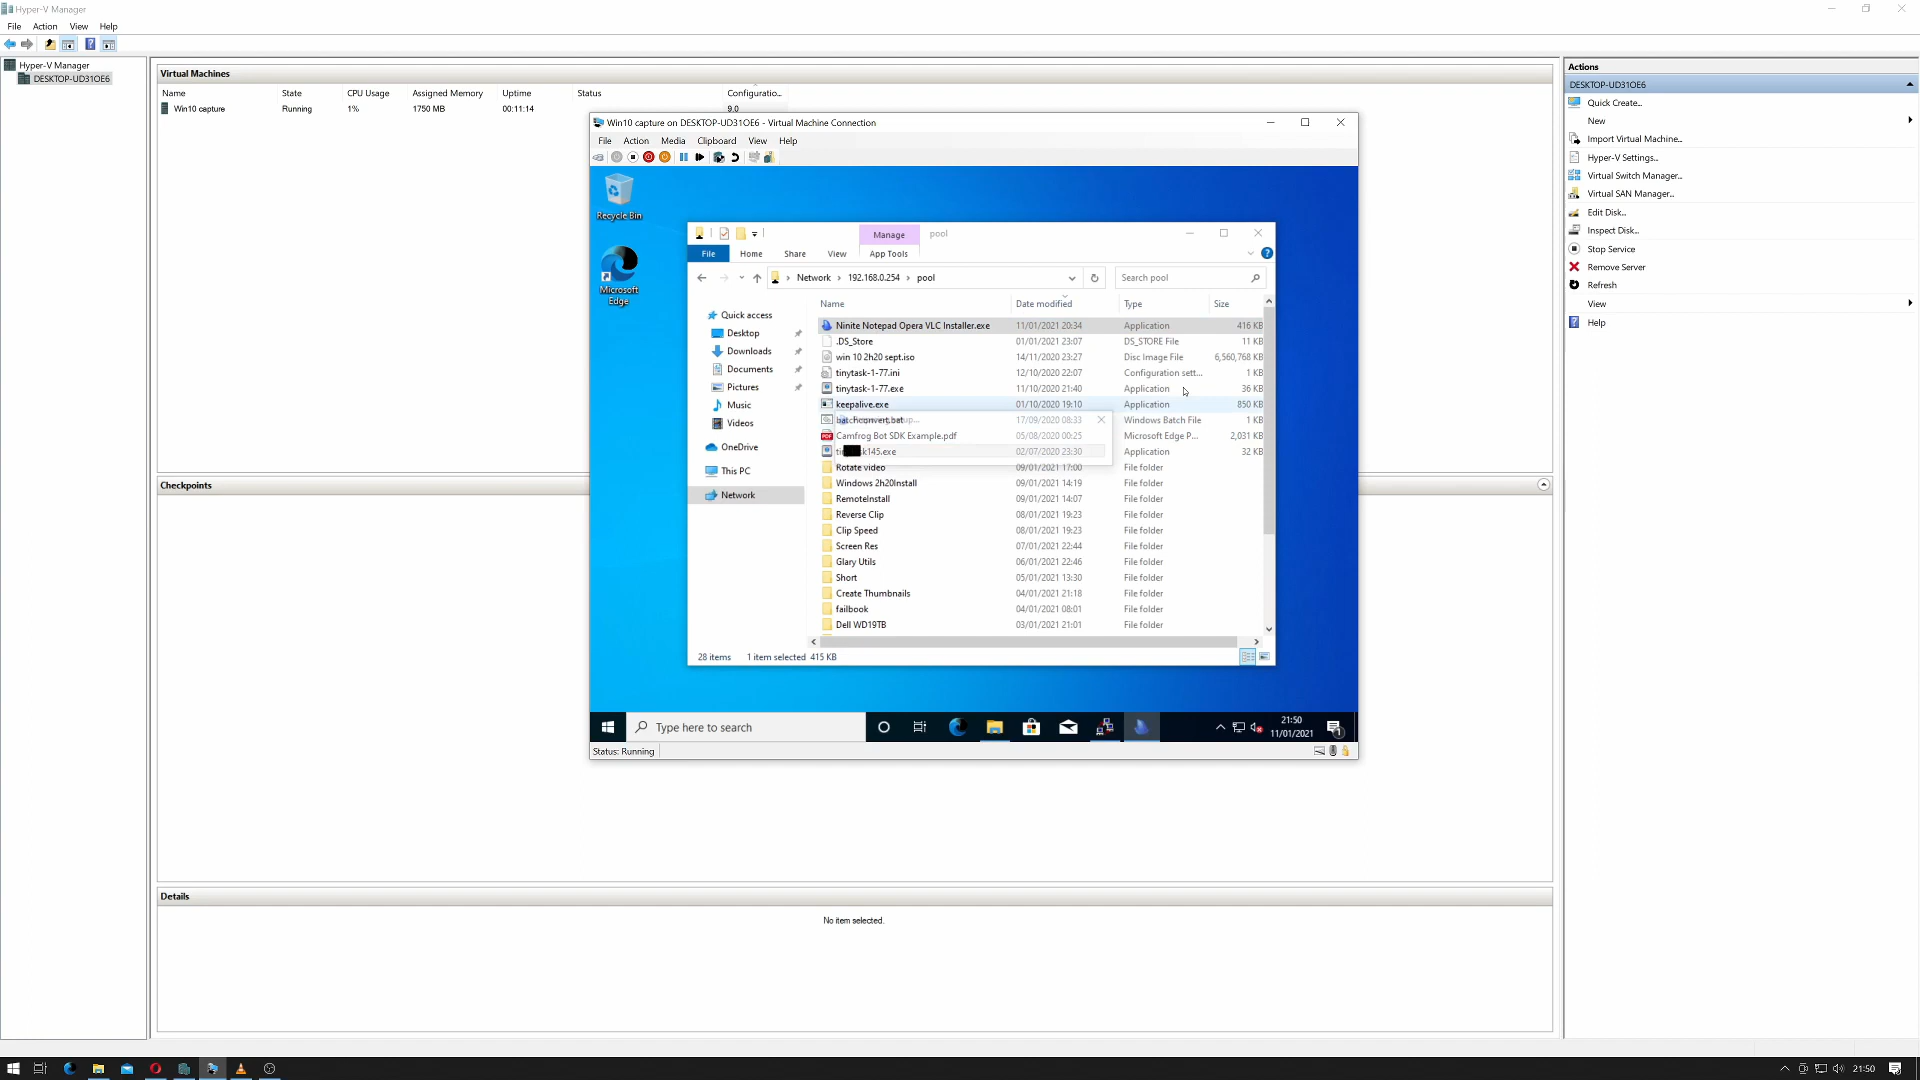 Hyper-V Manager
File Action View Help
Hyper-V Manager
DESKTOP-UD31OE6
Virtual Machines
Name State CPU Usage Assigned Memory Uptime Status Configuratio...
Win10 capture Running 1% 1750 MB 00:11:14 9.0
Checkpoints
Details
No item selected.
Win10 capture on DESKTOP-UD31OE6 - Virtual Machine Connection
File Action Media Clipboard View Help
Recycle Bin
Microsoft
Edge
Manage pool
File Home Share View App Tools
Network 192.168.0.254 pool
Search pool
Quick access
Desktop
Downloads
Documents
Pictures
Music
Videos
OneDrive
This PC
Network
Name Date modified Type Size
Ninite Notepad Opera VLC Installer.exe 11/01/2021 20:34 Application 416 KB
.DS_Store 01/01/2021 23:07 DS_STORE File 11 KB
win 10 2h20 sept.iso 14/11/2020 23:27 Disc Image File 6,560,768 KB
tinytask-1-77.ini 12/10/2020 22:07 Configuration sett... 1 KB
tinytask-1-77.exe 11/10/2020 21:40 Application 36 KB
keepalive.exe 01/10/2020 19:10 Application 850 KB
batchconvert.bat 17/09/2020 08:33 Windows Batch File 1 KB
Camfrog Bot SDK Example.pdf 05/08/2020 00:25 Microsoft Edge P... 2,031 KB
k145.exe 02/07/2020 23:30 Application 32 KB
Rotate video 09/01/2021 17:00 File folder
Windows 2h20Install 09/01/2021 14:19 File folder
RemoteInstall 09/01/2021 14:07 File folder
Reverse Clip 08/01/2021 19:23 File folder
Clip Speed 08/01/2021 19:23 File folder
Screen Res 07/01/2021 22:44 File folder
Glary Utils 06/01/2021 22:46 File folder
Short 05/01/2021 13:30 File folder
Create Thumbnails 04/01/2021 21:18 File folder
failbook 04/01/2021 08:01 File folder
Dell WD19TB 03/01/2021 21:01 File folder
28 items 1 item selected 415 KB
Type here to search
21:50
11/01/2021
1
Status: Running
Actions
DESKTOP-UD31OE6
Quick Create...
New
Import Virtual Machine...
Hyper-V Settings...
Virtual Switch Manager...
Virtual SAN Manager...
Edit Disk...
Inspect Disk...
Stop Service
Remove Server
Refresh
View
Help
21:50